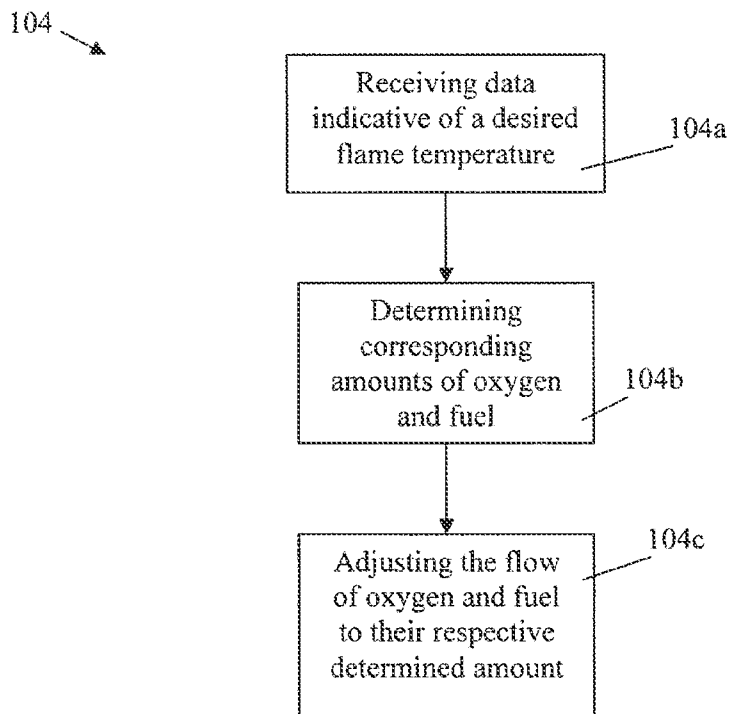 104
Receiving data
indicative of a desired
flame temperature
104a
Determining
corresponding
amounts of oxygen
and fuel
104b
Adjusting the flow
of oxygen and fuel
to their respective
determined amount
104c